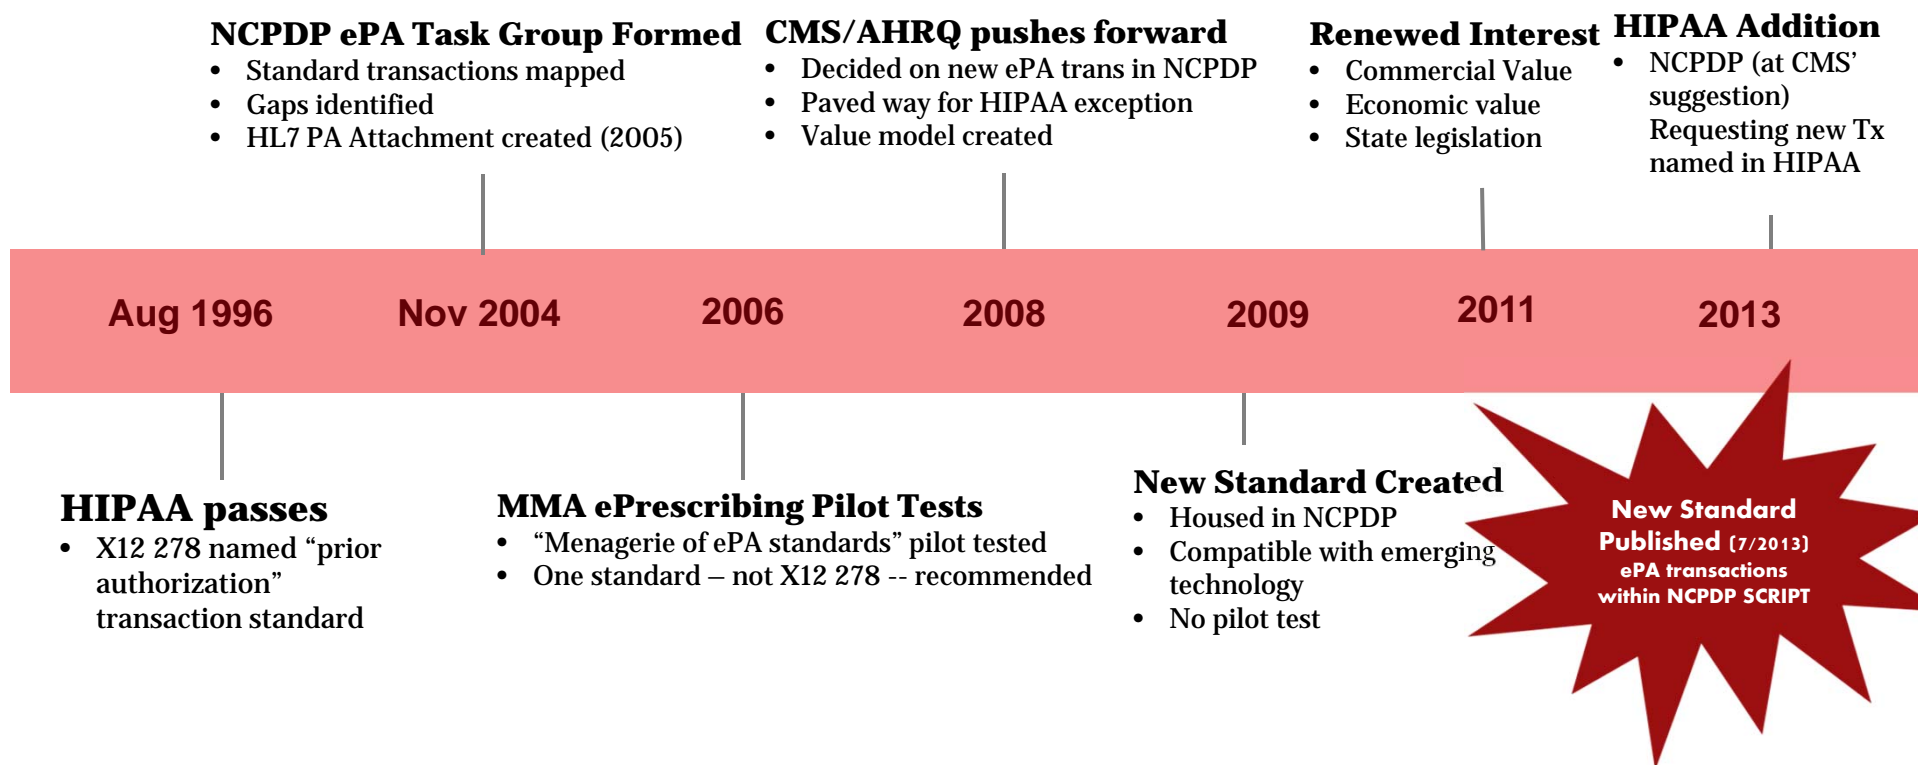 NCPDP ePA Task Group Formed
• Standard transactions mapped
• Gaps identified
• HL7 PA Attachment created (2005)
CMS/AHRQ pushes forward
• Decided on new ePA trans in NCPDP
• Paved way for HIPAA exception
• Value model created
Renewed Interest
• Commercial Value
• Economic value
• State legislation
HIPAA Addition
• NCPDP (at CMS’
suggestion)
Requesting new Tx
named in HIPAA
Aug 1996
Nov 2004
2006
2008
2009
2011
2013
HIPAA passes
• X12 278 named “prior
authorization”
transaction standard
MMA ePrescribing Pilot Tests
• “Menagerie of ePA standards” pilot tested
• One standard – not X12 278 -- recommended
New Standard Created
• Housed in NCPDP
• Compatible with emerging
technology
• No pilot test
New Standard
Published (7/2013)
ePA transactions
within NCPDP SCRIPT